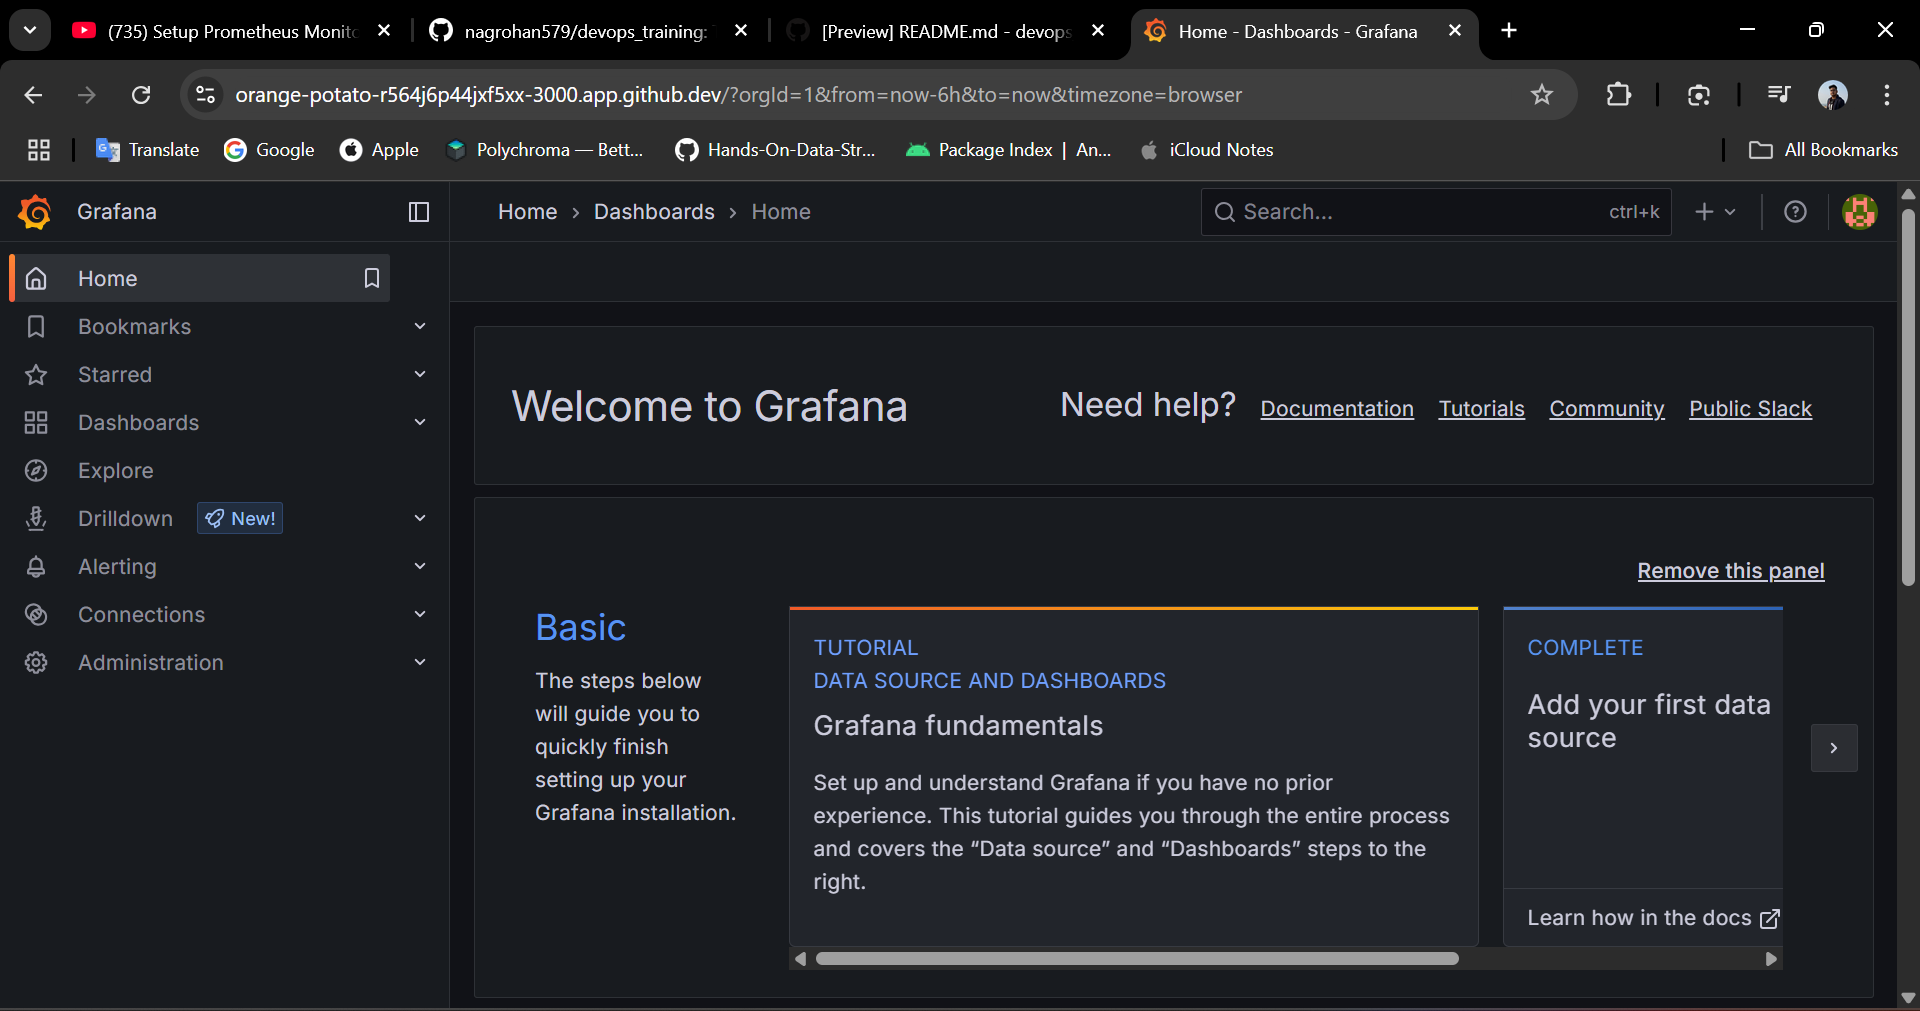 (735) Setup Prometheus Monito
nagrohan579/devops_training:
[Preview] README.md - devops
Home - Dashboards - Grafana
orange-potato-r564j6p44jxf5xx-3000.app.github.dev/?orgId=1&from=now-6h&to=now&timezone=browser
Translate
Google
Apple
Polychroma — Bett...
Hands-On-Data-Str...
Package Index | An...
iCloud Notes
All Bookmarks
Grafana
Home › Dashboards › Home
Search...
ctrl+k
Home
Bookmarks
Starred
Dashboards
Explore
Drilldown
New!
Alerting
Connections
Administration
Welcome to Grafana
Need help?
Documentation
Tutorials
Community
Public Slack
Remove this panel
Basic
The steps below
will guide you to
quickly finish
setting up your
Grafana installation.
TUTORIAL
DATA SOURCE AND DASHBOARDS
Grafana fundamentals
Set up and understand Grafana if you have no prior
experience. This tutorial guides you through the entire process
and covers the “Data source” and “Dashboards” steps to the
right.
COMPLETE
Add your first data
source
Learn how in the docs